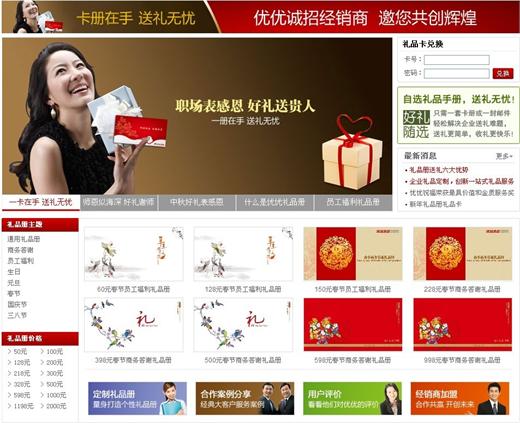 卡册在手 送礼无忧
优优诚招经销商 邀您共创辉煌
职场表感恩 好礼送贵人
一册在手 送礼无忧
一卡在手 送礼无忧
师恩似海深 好礼谢师
中秋好礼表感恩
什么是优优礼品册
员工福利礼品册
礼品卡兑换
卡号:
密码:
兑换
自选礼品手册,送礼无忧!
好礼随选
只需一套卡册或一封邮件
轻松解决企业送礼难题,
送礼更简单,收礼更快乐!
最新消息
更多»
礼品册送礼六大优势
企业礼品定制,创新一站式礼品服务
优优祝福荣获最具价值和金质服务奖
新年礼品册礼品卡
礼品册主题
通用礼品册
商务答谢
员工福利
生日
元旦
春节
国庆节
三八节
礼品册价格
> 50元 > 100元
> 128元 > 200元
> 218元 > 300元
> 328元 > 500元
> 598元 > 1000元
> 1198元 > 2000元
60元春节员工福利礼品册
128元春节员工福利礼品册
150元春节员工福利礼品册
228元春节员工福利礼品册
礼
礼
398元春节商务答谢礼品册
500元春节商务答谢礼品册
598元春节商务答谢礼品册
998元春节商务答谢礼品册
定制礼品册
量身打造个性礼品册
合作案例分享
经典大客户服务案例
用户评价
看看他们对优优的评价
经销商加盟
合作共赢 开创未来